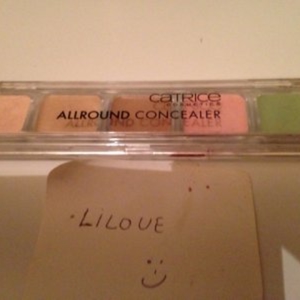 CATRICE
COSMETICS
ALLROUND CONCEALER
LILOUE